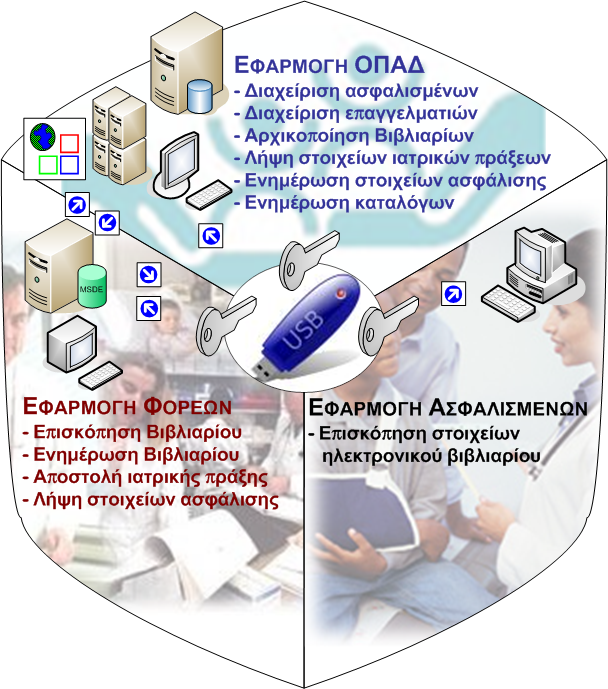 ΕΦΑΡΜΟΓΗ ΟΠΑΔ
- Διαχείριση ασφαλισμένων
- Διαχείριση επαγγελματιών
- Αρχικοποίηση Βιβλιαρίων
- Λήψη στοιχείων ιατρικών πράξεων
- Ενημέρωση στοιχείων ασφάλισης
- Ενημέρωση καταλόγων
MSDE
USB
ΕΦΑΡΜΟΓΗ ΦΟΡΕΩΝ
- Επισκόπηση Βιβλιαρίου
- Ενημέρωση Βιβλιαρίου
- Αποστολή ιατρικής πράξης
- Λήψη στοιχείων ασφάλισης
ΕΦΑΡΜΟΓΗ ΑΣΦΑΛΙΣΜΕΝΩΝ
- Επισκόπηση στοιχείων
ηλεκτρονικού βιβλιαρίου